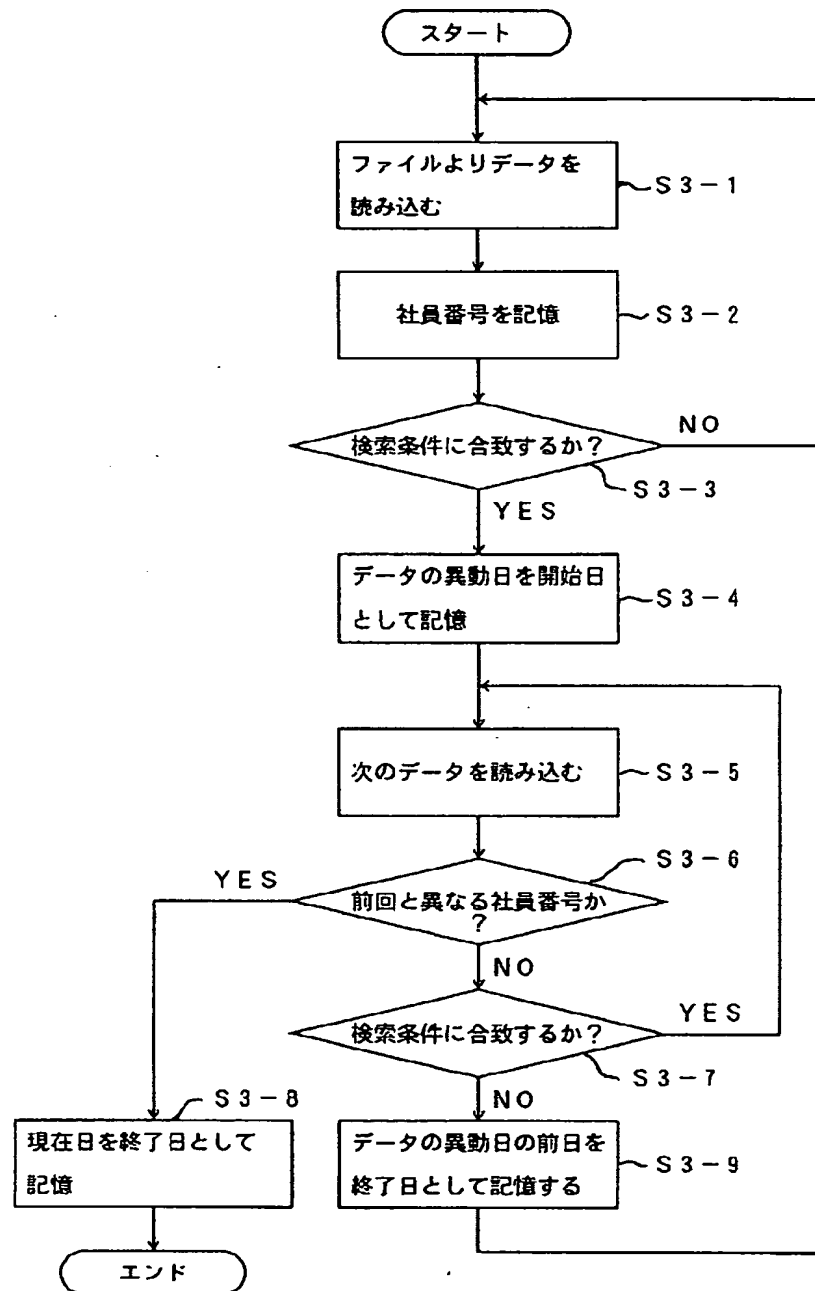 スタート
ファイルよりデータを
読み込む
S3-1
社員番号を記憶
S3-2
検索条件に合致するか?
NO
S3-3
YES
データの異動日を開始日
として記憶
S3-4
次のデータを読み込む
S3-5
S3-6
YES
前回と異なる社員番号か
?
NO
検索条件に合致するか?
YES
S3-7
NO
S3-8
現在日を終了日として
記憶
データの異動日の前日を
終了日として記憶する
S3-9
エンド